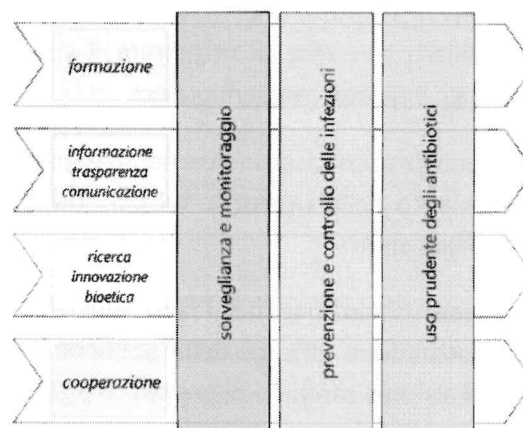 formazione
informazione
trasparenza
comunicazione
ricerca
innovazione
bioetica
cooperazione
sorveglianza e monitoraggio
prevenzione e controllo delle infezioni
uso prudente degli antibiotici